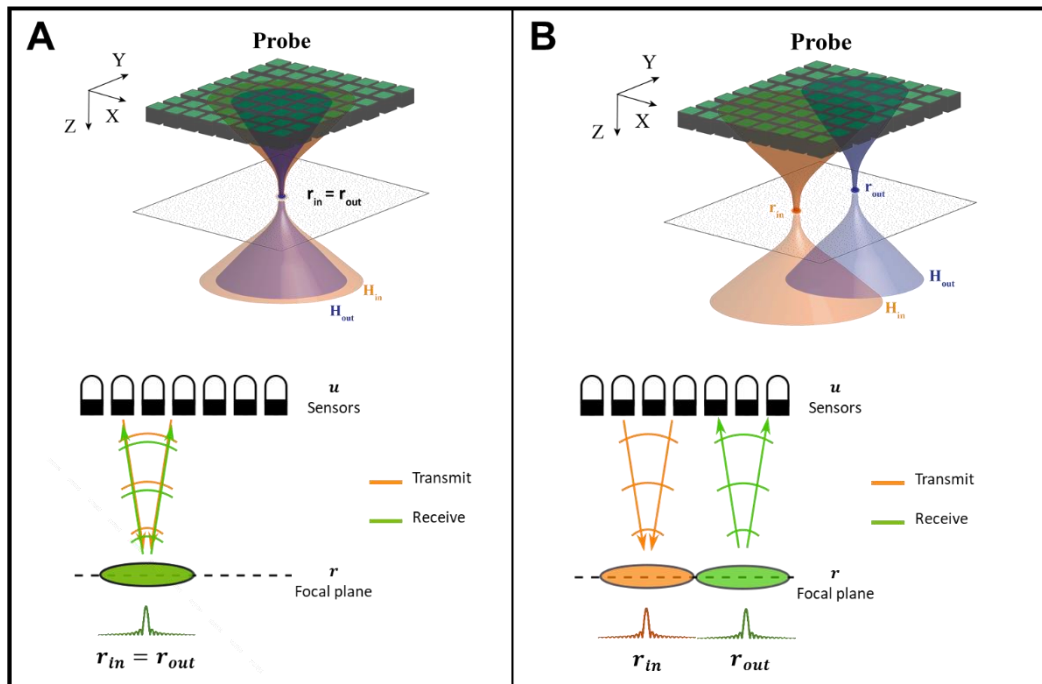 A
Probe
Y
X
Z
r_in = r_out
H_in
H_out
u
Sensors
Transmit
Receive
r
Focal plane
r_in = r_out
B
Probe
Y
X
Z
r_out
r_in
H_out
H_in
u
Sensors
Transmit
Receive
r
Focal plane
r_in r_out